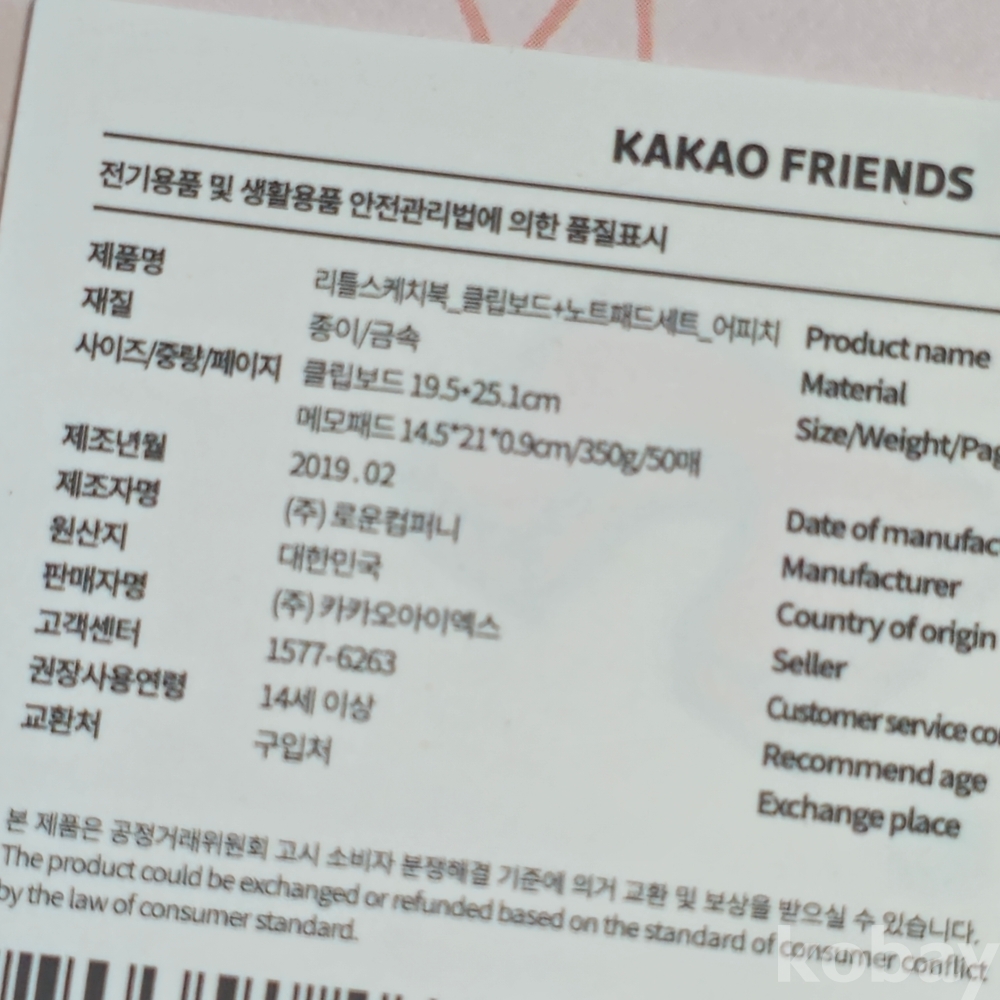 KAKAO FRIENDS
전기용품 및 생활용품 안전관리법에 의한 품질표시
제품명 리틀스케치북_클립보드+노트패드세트_어피치 Product name
재질 종이/금속 Material
사이즈/중량/페이지 클립보드 19.5*25.1cm Size/Weight/Pag
메모패드 14.5*21*0.9cm/350g/50매
제조년월 2019.02 Date of manufac
제조자명 (주)로운컴퍼니 Manufacturer
원산지 대한민국 Country of origin
판매자명 (주)카카오아이엑스 Seller
고객센터 1577-6263 Customer service co
권장사용연령 14세 이상 Recommend age
교환처 구입처 Exchange place
본 제품은 공정거래위원회 고시 소비자 분쟁해결 기준에 의거 교환 및 보상을 받으실 수 있습니다.
The product could be exchanged or refunded based on the standard of consumer conflict
by the law of consumer standard.
kobay